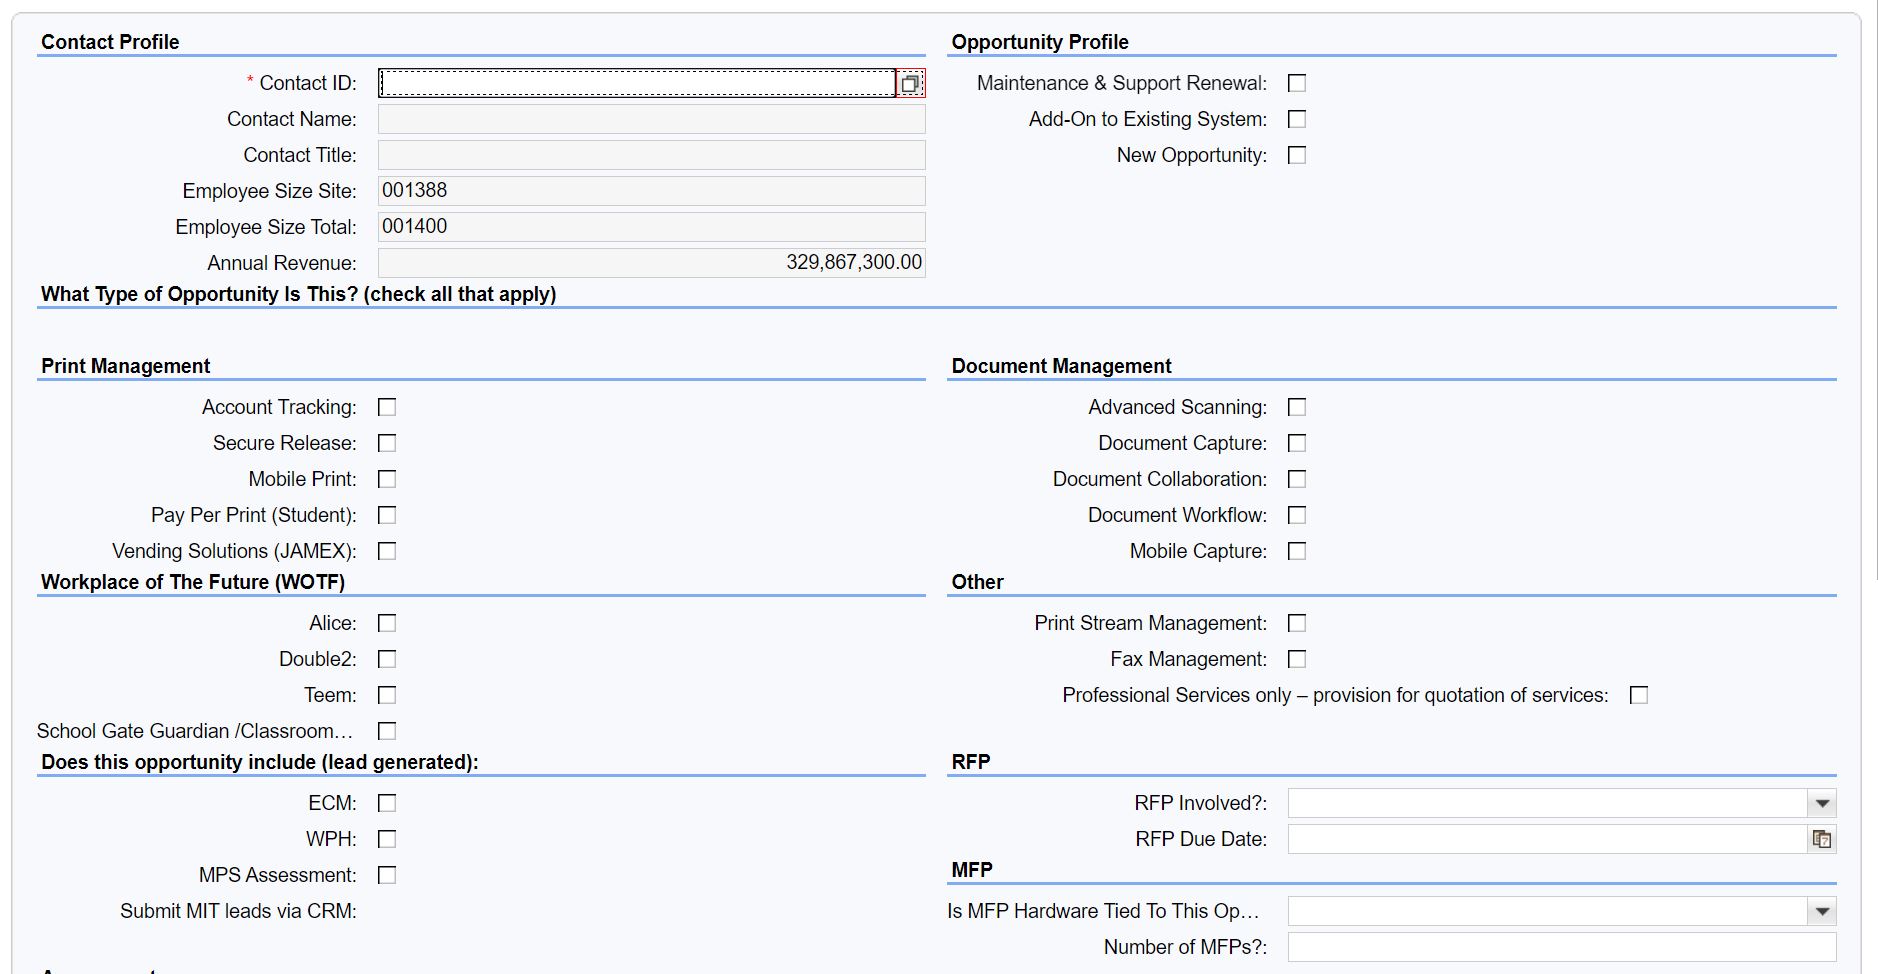 Contact Profile
* Contact ID:
Contact Name:
Contact Title:
Employee Size Site: 001388
Employee Size Total: 001400
Annual Revenue: 329,867,300.00
Opportunity Profile
Maintenance & Support Renewal:
Add-On to Existing System:
New Opportunity:
What Type of Opportunity Is This? (check all that apply)
Print Management
Account Tracking:
Secure Release:
Mobile Print:
Pay Per Print (Student):
Vending Solutions (JAMEX):
Document Management
Advanced Scanning:
Document Capture:
Document Collaboration:
Document Workflow:
Mobile Capture:
Workplace of The Future (WOTF)
Alice:
Double2:
Teem:
School Gate Guardian /Classroom...
Other
Print Stream Management:
Fax Management:
Professional Services only – provision for quotation of services:
Does this opportunity include (lead generated):
ECM:
WPH:
MPS Assessment:
Submit MIT leads via CRM:
RFP
RFP Involved?:
RFP Due Date:
MFP
Is MFP Hardware Tied To This Op...
Number of MFPs?: